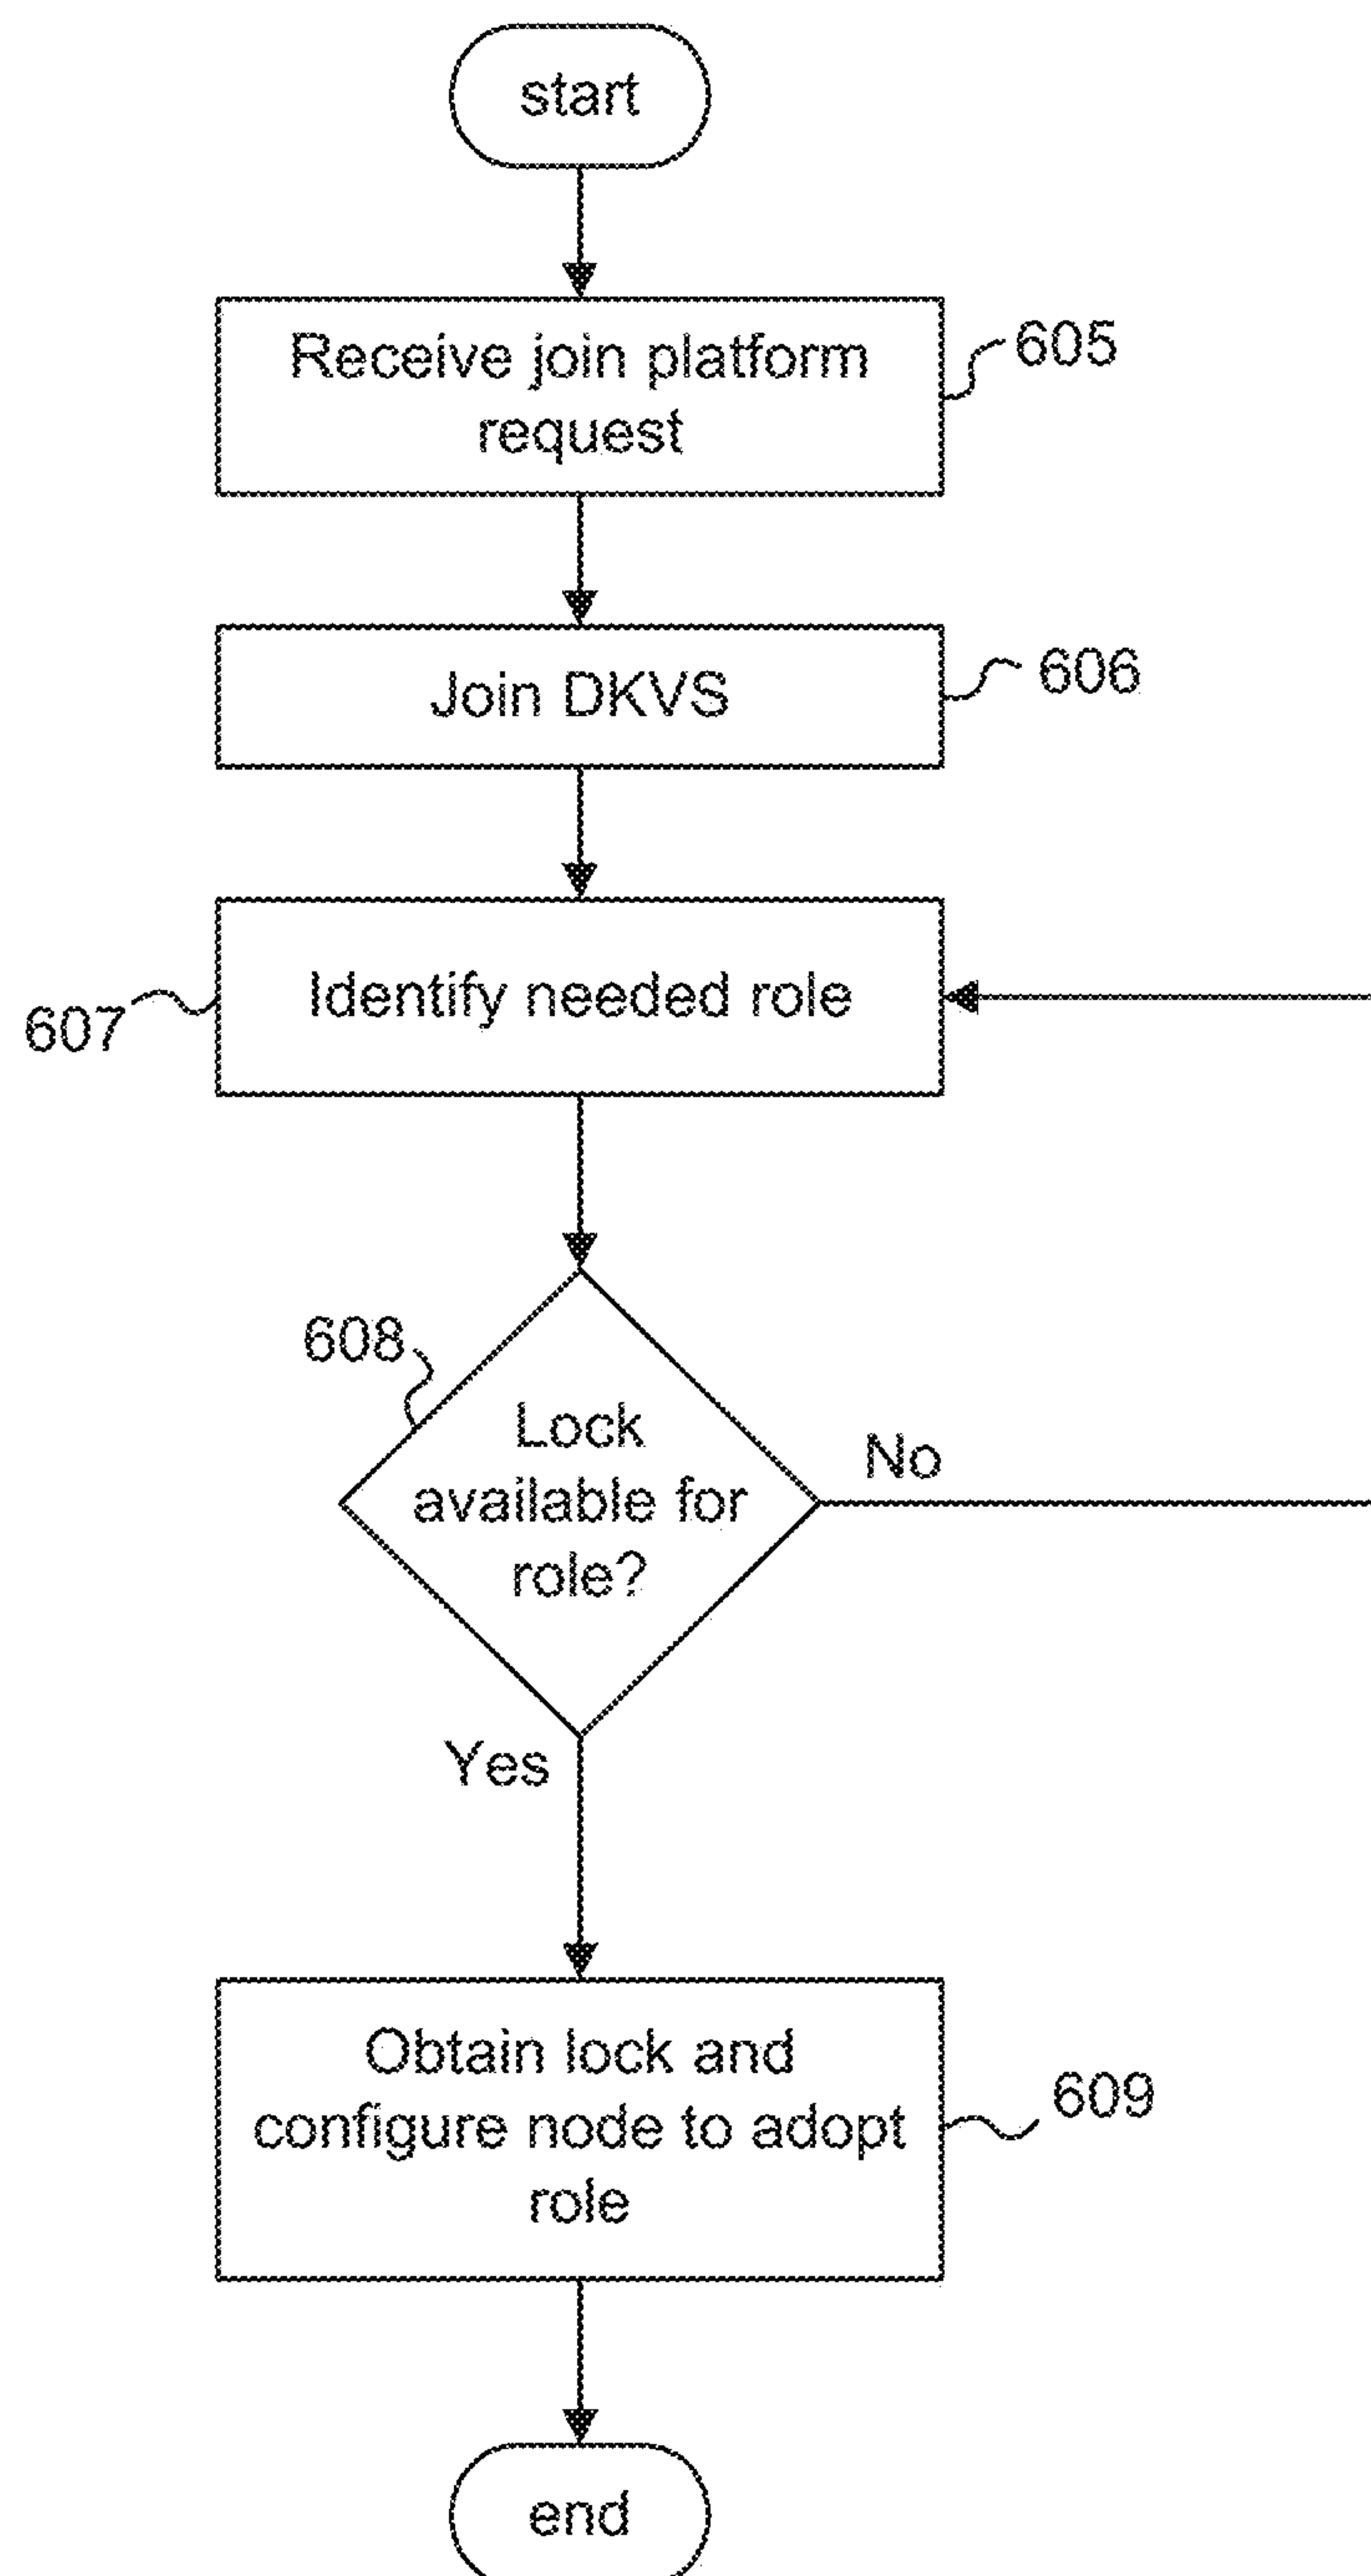 start
Receive join platform
request
605
Join DKVS
606
Identify needed role
607
608
Lock
available for
role?
No
Yes
Obtain lock and
configure node to adopt
role
609
end